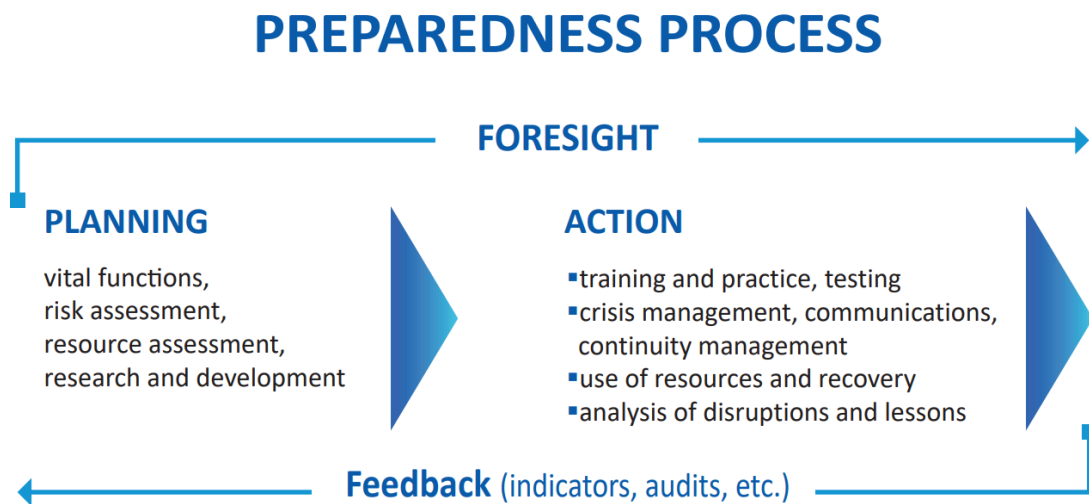 PREPAREDNESS PROCESS
FORESIGHT
PLANNING
vital functions,
risk assessment,
resource assessment,
research and development
ACTION
▪training and practice, testing
▪crisis management, communications,
continuity management
▪use of resources and recovery
▪analysis of disruptions and lessons
Feedback (indicators, audits, etc.)